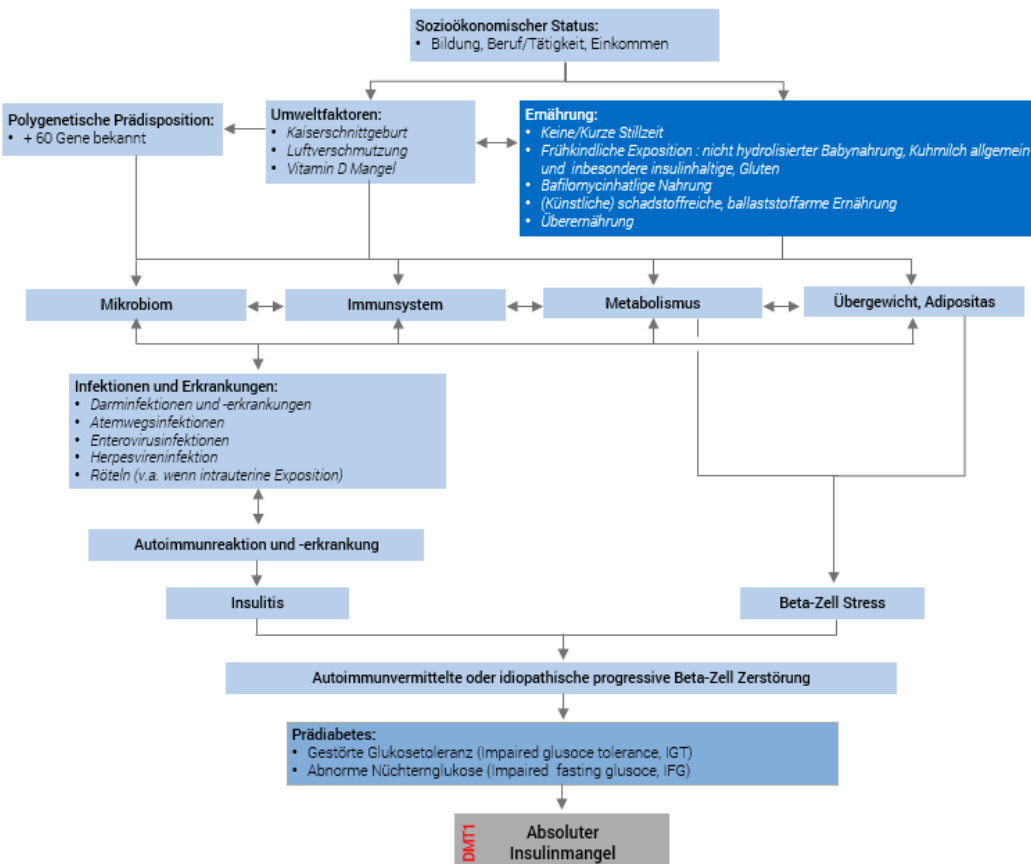 Sozioökonomischer Status:
• Bildung, Beruf/Tätigkeit, Einkommen
Polygenetische Prädisposition:
• + 60 Gene bekannt
Umweltfaktoren:
• Kaiserschnittgeburt
• Luftverschmutzung
• Vitamin D Mangel
Ernährung:
• Keine/Kurze Stillzeit
• Frühkindliche Exposition : nicht hydrolisierter Babynahrung, Kuhmilch allgemein
und inbesondere insulinhaltige, Gluten
• Bafilomycinhatlige Nahrung
• (Künstliche) schadstoffreiche, ballaststoffarme Ernährung
• Überernährung
Mikrobiom
Immunsystem
Metabolismus
Übergewicht, Adipositas
Infektionen und Erkrankungen:
• Darminfektionen und -erkrankungen
• Atemwegsinfektionen
• Enterovirusinfektionen
• Herpesvireninfektion
• Röteln (v.a. wenn intrauterine Exposition)
Autoimmunreaktion und -erkrankung
Insulitis
Beta-Zell Stress
Autoimmunvermittelte oder idiopathische progressive Beta-Zell Zerstörung
Prädiabetes:
• Gestörte Glukosetoleranz (Impaired glusoce tolerance, IGT)
• Abnorme Nüchternglukose (Impaired fasting glusoce, IFG)
DMT1
Absoluter
Insulinmangel